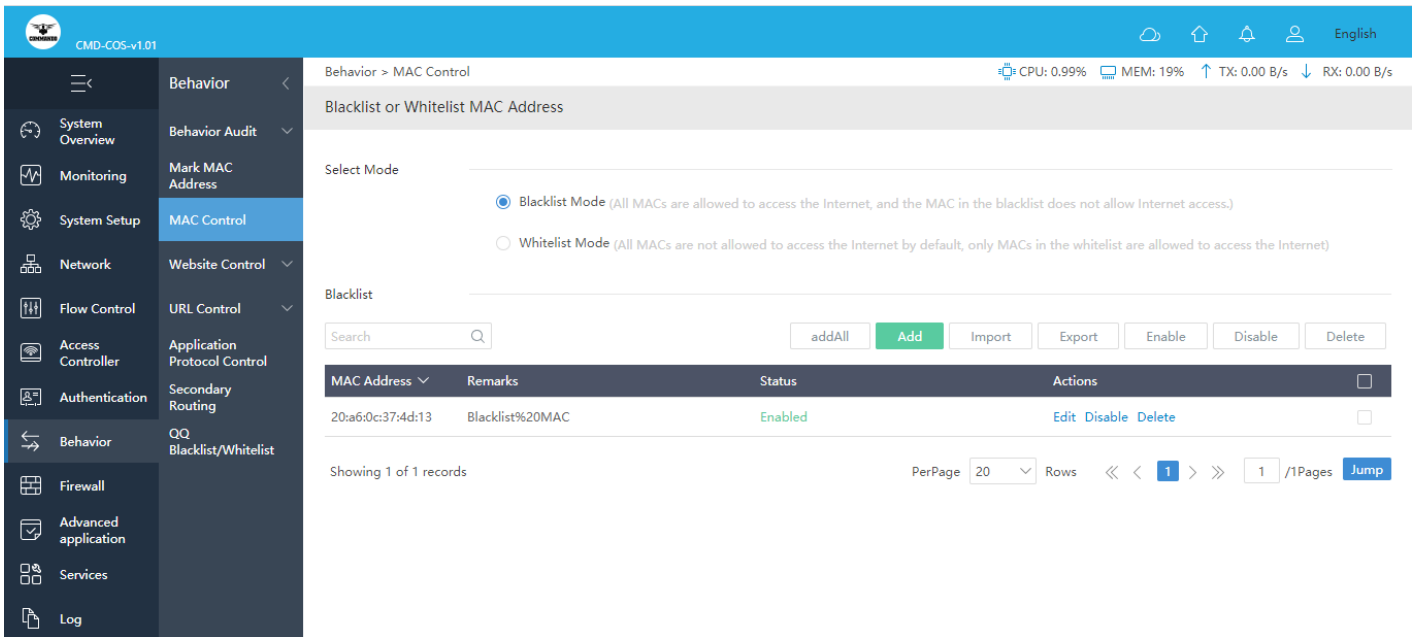 COMMANDO
CMD-COS-v1.01
English
Behavior
Behavior > MAC Control
CPU: 0.99%
MEM: 19%
TX: 0.00 B/s
RX: 0.00 B/s
Blacklist or Whitelist MAC Address
System
Overview
Monitoring
System Setup
Network
Flow Control
Access
Controller
Authentication
Behavior
Firewall
Advanced
application
Services
Log
Behavior Audit
Mark MAC
Address
MAC Control
Website Control
URL Control
Application
Protocol Control
Secondary
Routing
QQ
Blacklist/Whitelist
Select Mode
Blacklist Mode (All MACs are allowed to access the Internet, and the MAC in the blacklist does not allow Internet access.)
Whitelist Mode (All MACs are not allowed to access the Internet by default, only MACs in the whitelist are allowed to access the Internet)
Blacklist
Search
addAll
Add
Import
Export
Enable
Disable
Delete
MAC Address Remarks Status Actions
20:a6:0c:37:4d:13 Blacklist%20MAC Enabled Edit Disable Delete
Showing 1 of 1 records
PerPage 20 Rows
1
1 /1Pages Jump